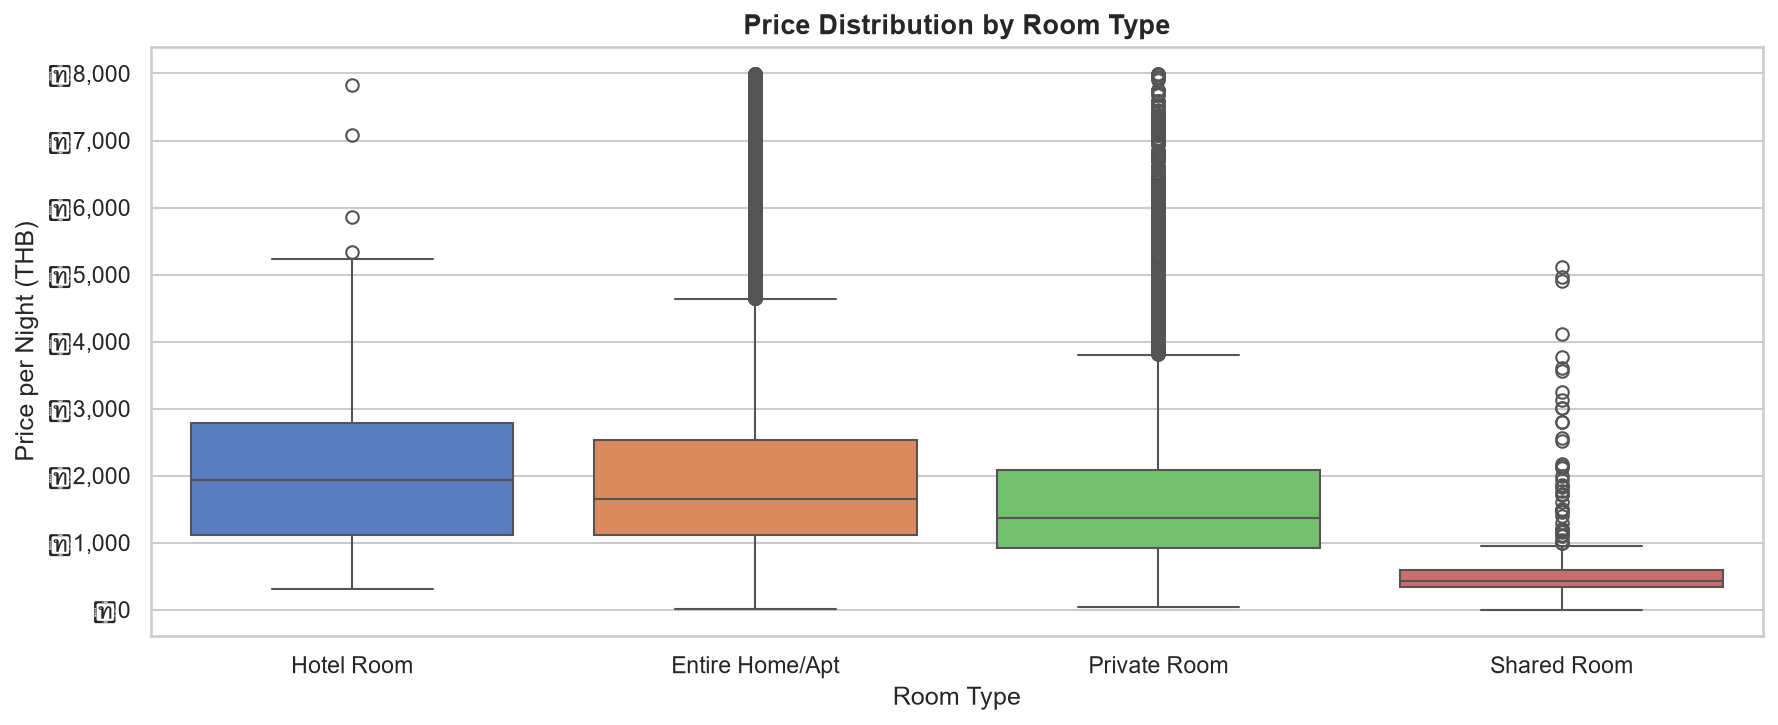 Price Distribution by Room Type
8,000
7,000
6,000
5,000
4,000
3,000
2,000
1,000
0
Price per Night (THB)
Hotel Room
Entire Home/Apt
Private Room
Shared Room
Room Type